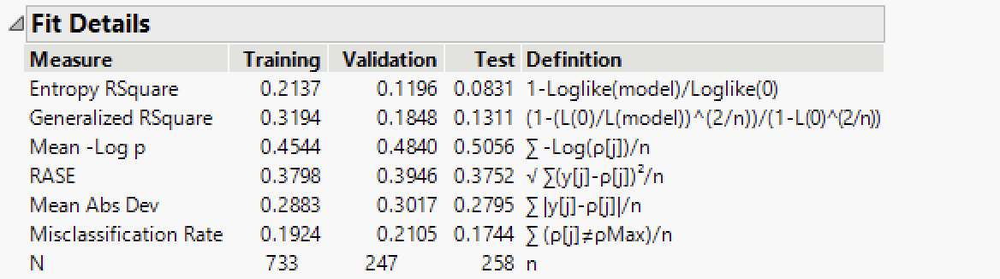 Fit Details
Measure Training Validation Test Definition
Entropy RSquare 0.2137 0.1196 0.0831 1-Loglike(model)/Loglike(0)
Generalized RSquare 0.3194 0.1848 0.1311 (1-(L(0)/L(model))^(2/n))/(1-L(0)^(2/n))
Mean -Log p 0.4544 0.4840 0.5056 ∑ -Log(ρ[j])/n
RASE 0.3798 0.3946 0.3752 √ ∑(y[j]-ρ[j])²/n
Mean Abs Dev 0.2883 0.3017 0.2795 ∑ |y[j]-ρ[j]|/n
Misclassification Rate 0.1924 0.2105 0.1744 ∑ (ρ[j]≠ρMax)/n
N 733 247 258 n